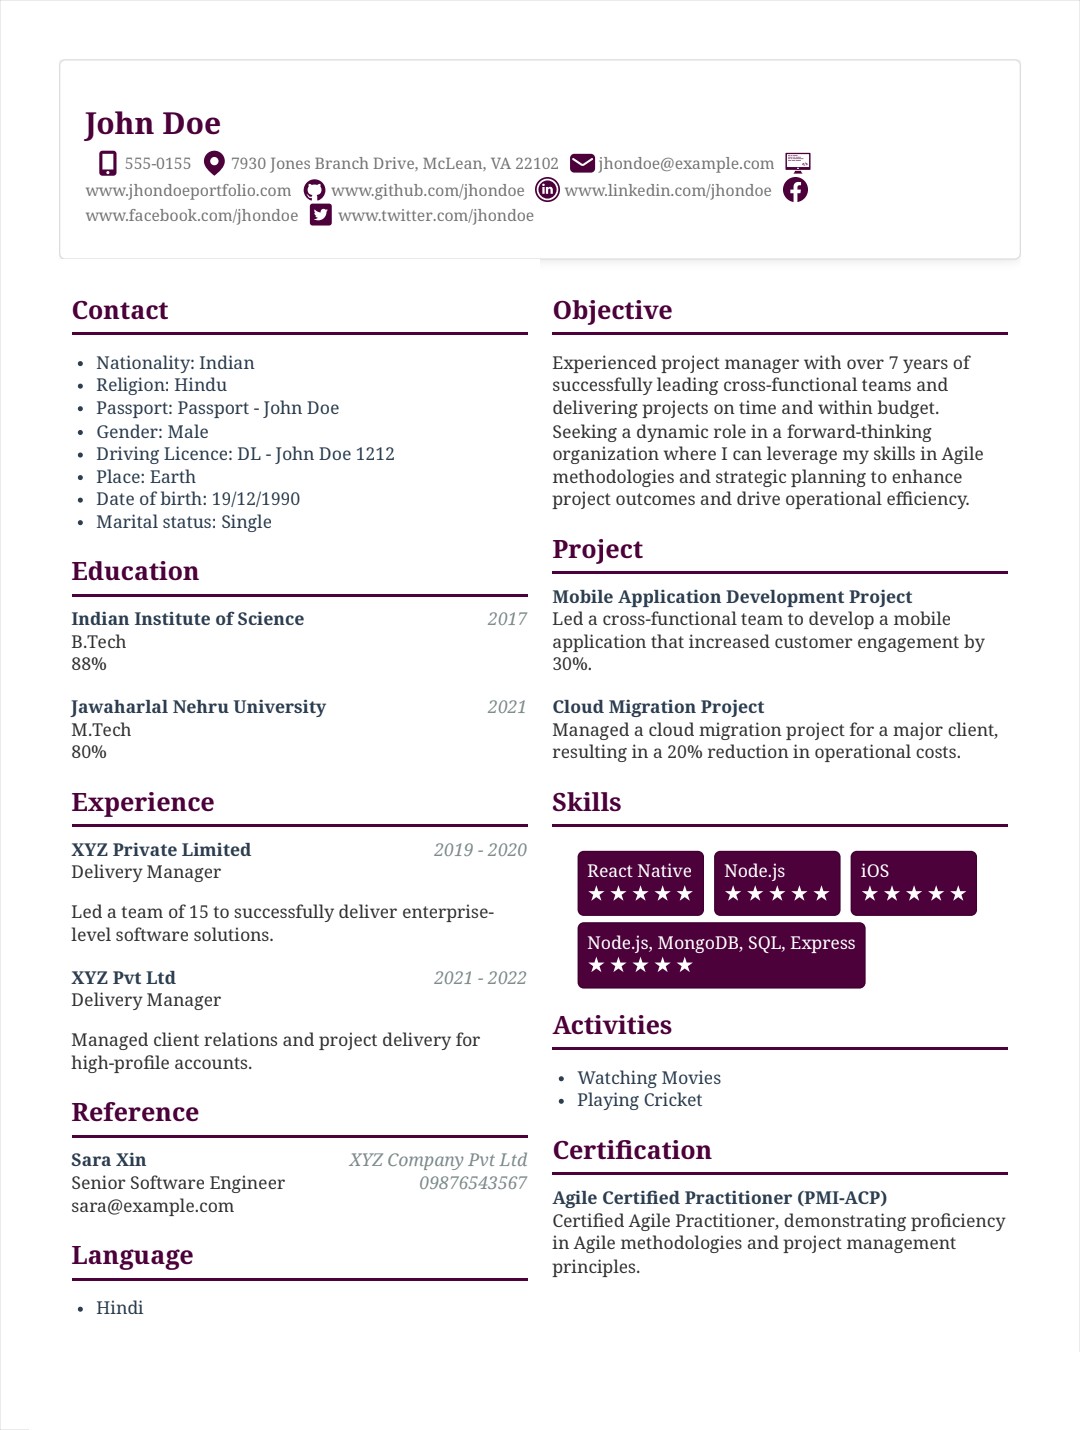 John Doe
555-0155 7930 Jones Branch Drive, McLean, VA 22102 jhondoe@example.com
www.jhondoeportfolio.com www.github.com/jhondoe www.linkedin.com/jhondoe
www.facebook.com/jhondoe www.twitter.com/jhondoe
Contact
• Nationality: Indian
• Religion: Hindu
• Passport: Passport - John Doe
• Gender: Male
• Driving Licence: DL - John Doe 1212
• Place: Earth
• Date of birth: 19/12/1990
• Marital status: Single
Education
Indian Institute of Science 2017
B.Tech
88%
Jawaharlal Nehru University 2021
M.Tech
80%
Experience
XYZ Private Limited 2019 - 2020
Delivery Manager
Led a team of 15 to successfully deliver enterprise-
level software solutions.
XYZ Pvt Ltd 2021 - 2022
Delivery Manager
Managed client relations and project delivery for
high-profile accounts.
Reference
Sara Xin XYZ Company Pvt Ltd
Senior Software Engineer 09876543567
sara@example.com
Language
• Hindi
Objective
Experienced project manager with over 7 years of
successfully leading cross-functional teams and
delivering projects on time and within budget.
Seeking a dynamic role in a forward-thinking
organization where I can leverage my skills in Agile
methodologies and strategic planning to enhance
project outcomes and drive operational efficiency.
Project
Mobile Application Development Project
Led a cross-functional team to develop a mobile
application that increased customer engagement by
30%.
Cloud Migration Project
Managed a cloud migration project for a major client,
resulting in a 20% reduction in operational costs.
Skills
React Native Node.js iOS
★★★★★ ★★★★★ ★★★★★
Node.js, MongoDB, SQL, Express
★★★★★
Activities
• Watching Movies
• Playing Cricket
Certification
Agile Certified Practitioner (PMI-ACP)
Certified Agile Practitioner, demonstrating proficiency
in Agile methodologies and project management
principles.